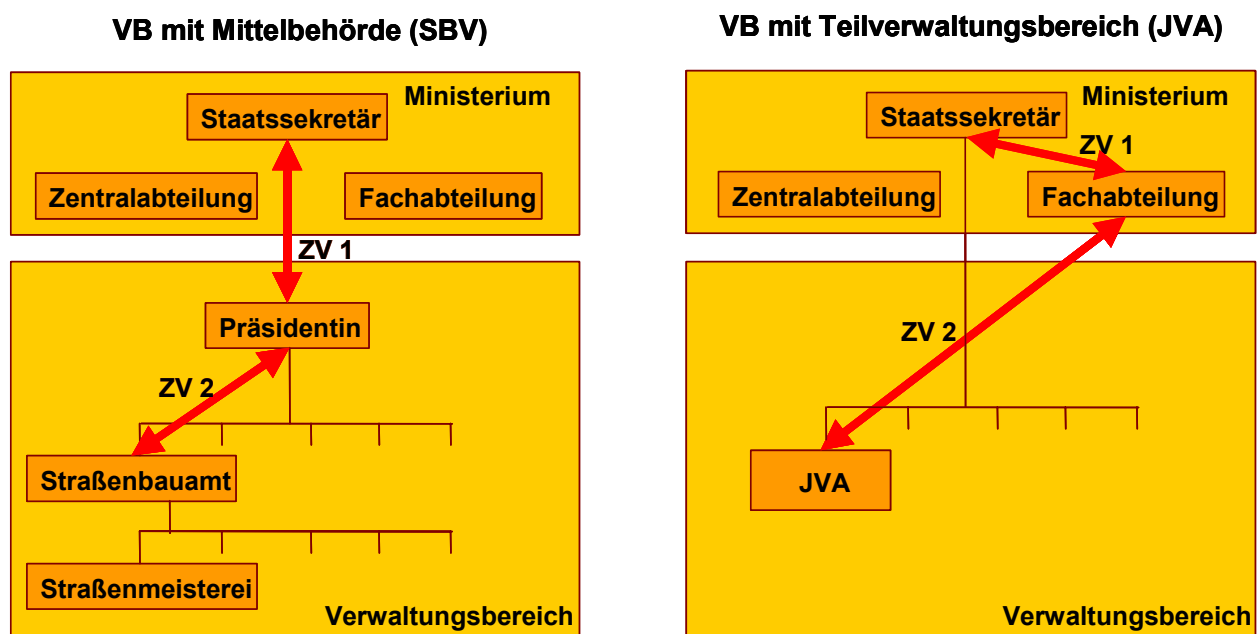 VB mit Mittelbehörde (SBV)
Ministerium
Staatssekretär
Zentralabteilung
Fachabteilung
ZV 1
Präsidentin
ZV 2
Straßenbauamt
Straßenmeisterei
Verwaltungsbereich
VB mit Teilverwaltungsbereich (JVA)
Ministerium
Staatssekretär
ZV 1
Zentralabteilung
Fachabteilung
ZV 2
JVA
Verwaltungsbereich